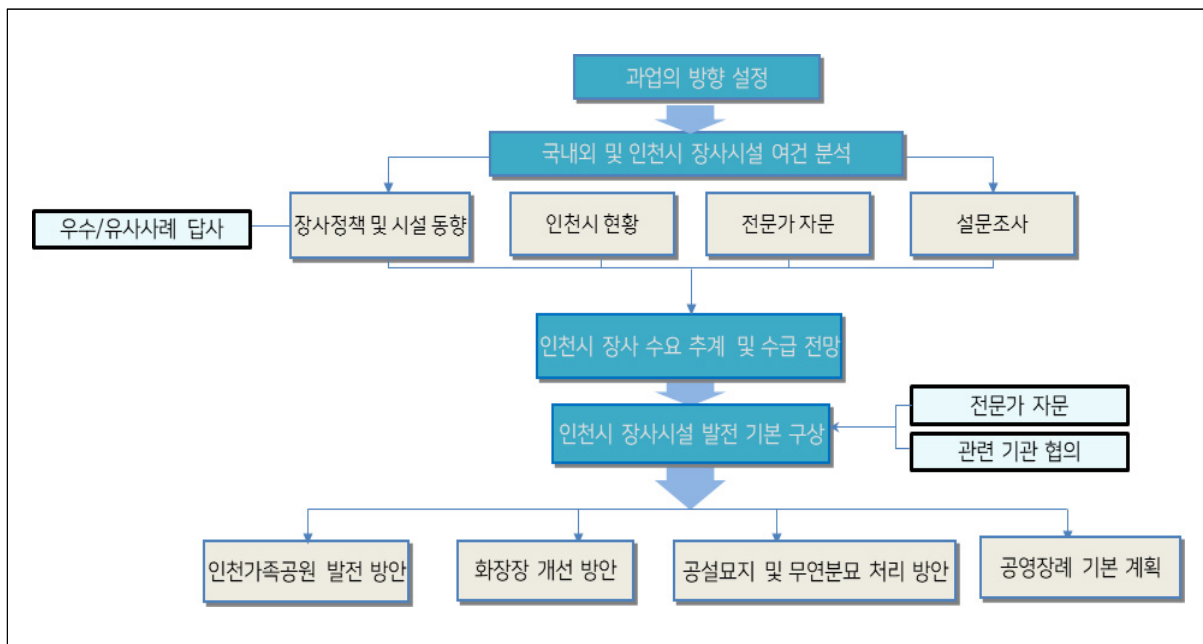 과업의 방향 설정
국내외 및 인천시 장사시설 여건 분석
우수/유사사례 답사
장사정책 및 시설 동향
인천시 현황
전문가 자문
설문조사
인천시 장사 수요 추계 및 수급 전망
인천시 장사시설 발전 기본 구상
전문가 자문
관련 기관 협의
인천가족공원 발전 방안
화장장 개선 방안
공설묘지 및 무연분묘 처리 방안
공영장례 기본 계획